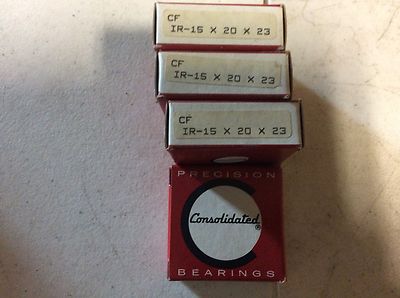 CF
IR-15 X 20 X 23
CF
IR-15 X 20 X 23
CF
IR-15 X 20 X 23
PRECISION
Consolidated®
BEARINGS